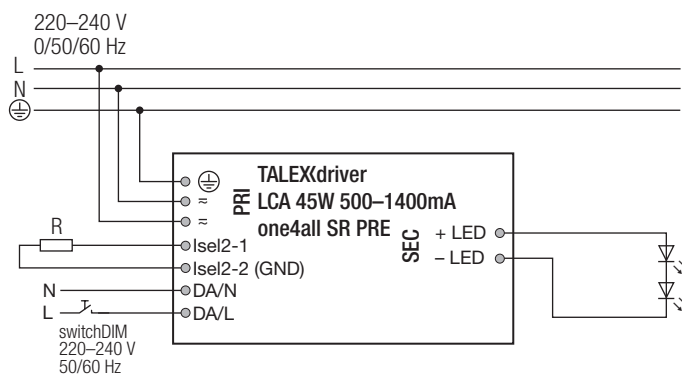 220–240 V
0/50/60 Hz
L
N
TALEXXdriver
LCA 45W 500–1400mA
one4all SR PRE
PRI
SEC
≂
≂
Isel2-1
Isel2-2 (GND)
DA/N
DA/L
+ LED
– LED
R
N
L
switchDIM
220–240 V
50/60 Hz